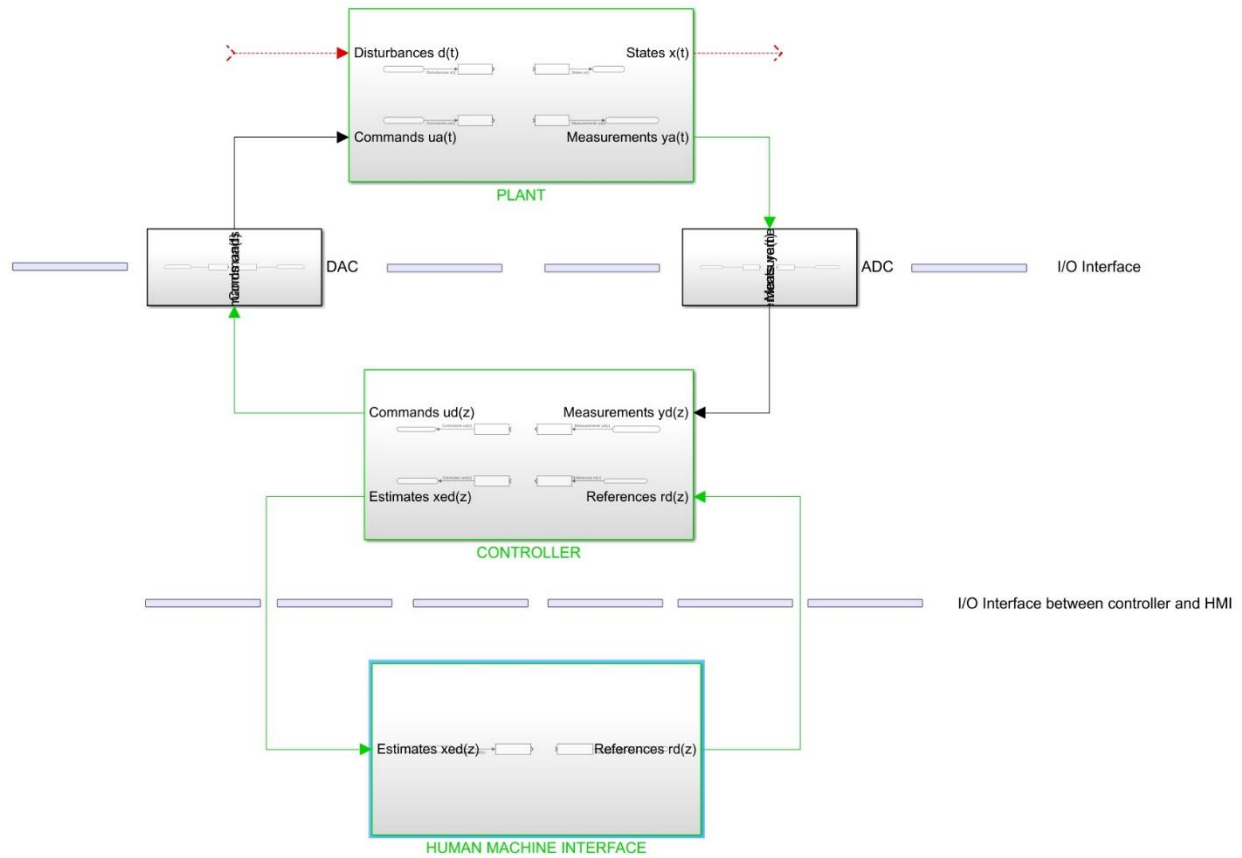 Disturbances d(t)
States x(t)
Commands ua(t)
Measurements ya(t)
PLANT
DAC
ADC
I/O Interface
Commands ud(z)
Measurements yd(z)
Estimates xed(z)
References rd(z)
CONTROLLER
I/O Interface between controller and HMI
Estimates xed(z)
References rd(z)
HUMAN MACHINE INTERFACE